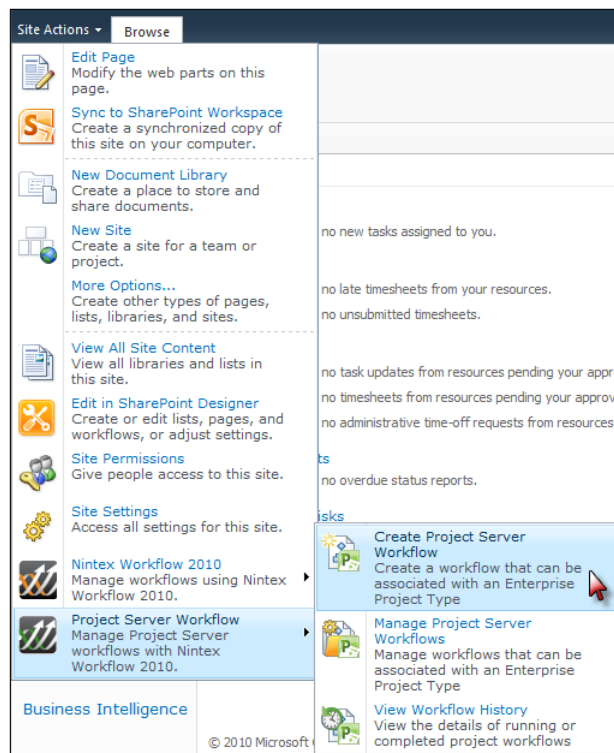 Site Actions
Browse
Edit Page
Modify the web parts on this
page.
Sync to SharePoint Workspace
Create a synchronized copy of
this site on your computer.
New Document Library
Create a place to store and
share documents.
New Site
Create a site for a team or
project.
More Options...
Create other types of pages,
lists, libraries, and sites.
View All Site Content
View all libraries and lists in
this site.
Edit in SharePoint Designer
Create or edit lists, pages, and
workflows, or adjust settings.
Site Permissions
Give people access to this site.
Site Settings
Access all settings for this site.
Nintex Workflow 2010
Manage workflows using Nintex
Workflow 2010.
Project Server Workflow
Manage Project Server
workflows with Nintex
Workflow 2010.
no new tasks assigned to you.
no late timesheets from your resources.
no unsubmitted timesheets.
no task updates from resources pending your appr
no timesheets from resources pending your approv
no administrative time-off requests from resources
ts
no overdue status reports.
isks
Create Project Server
Workflow
Create a workflow that can be
associated with an Enterprise
Project Type
Manage Project Server
Workflows
Manage workflows that can be
associated with an Enterprise
Project Type
View Workflow History
View the details of running or
completed project workflows
Business Intelligence
© 2010 Microsoft